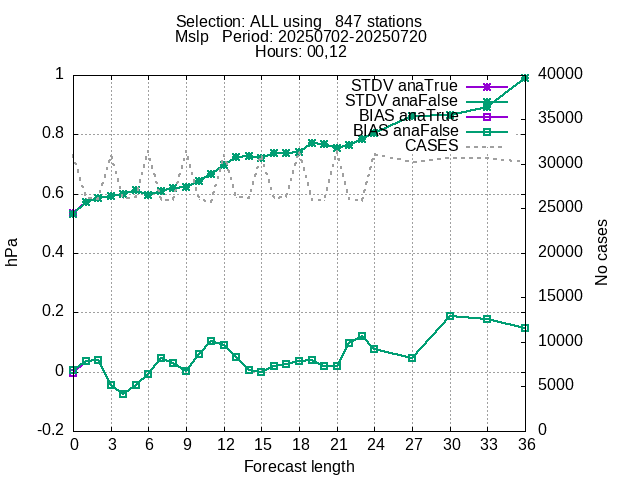 Selection: ALL using   847 stations
Mslp   Period: 20250702-20250720
Hours: 00,12
1
0.8
0.6
0.4
0.2
0
-0.2
hPa
40000
35000
30000
25000
20000
15000
10000
5000
0
No cases
STDV anaTrue
STDV anaFalse
BIAS anaTrue
BIAS anaFalse
CASES
0 3 6 9 12 15 18 21 24 27 30 33 36
Forecast length